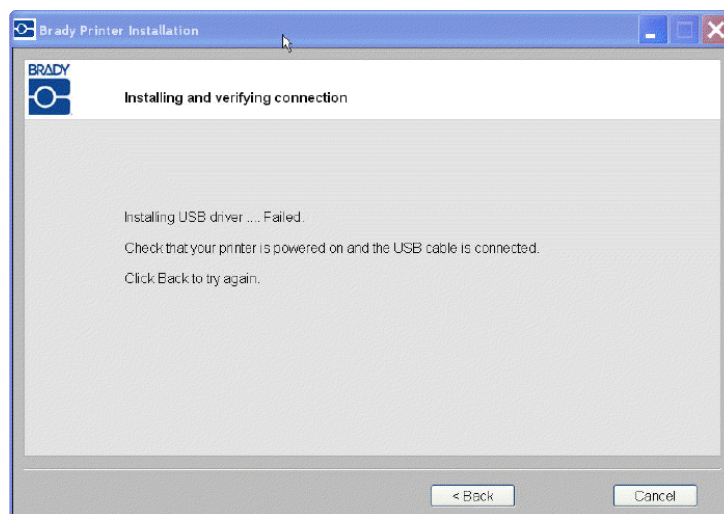 Brady Printer Installation
BRADY
Installing and verifying connection
Installing USB driver .... Failed.
Check that your printer is powered on and the USB cable is connected.
Click Back to try again.
< Back
Cancel